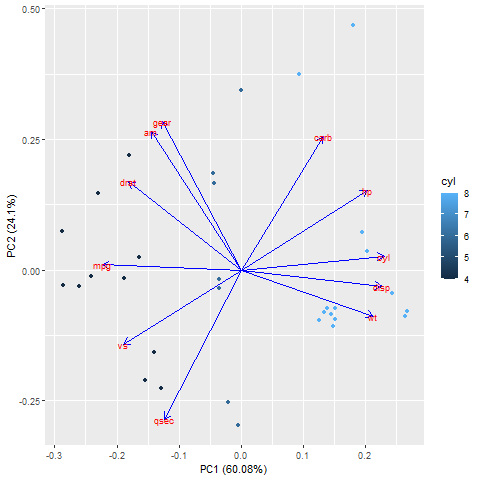 0.50
0.25
0.00
-0.25
PC2 (24.1%)
gear
am
carb
drat
hp
mpg
cyl
disp
wt
vs
qsec
-0.3 -0.2 -0.1 0.0 0.1 0.2
PC1 (60.08%)
cyl
8
7
6
5
4